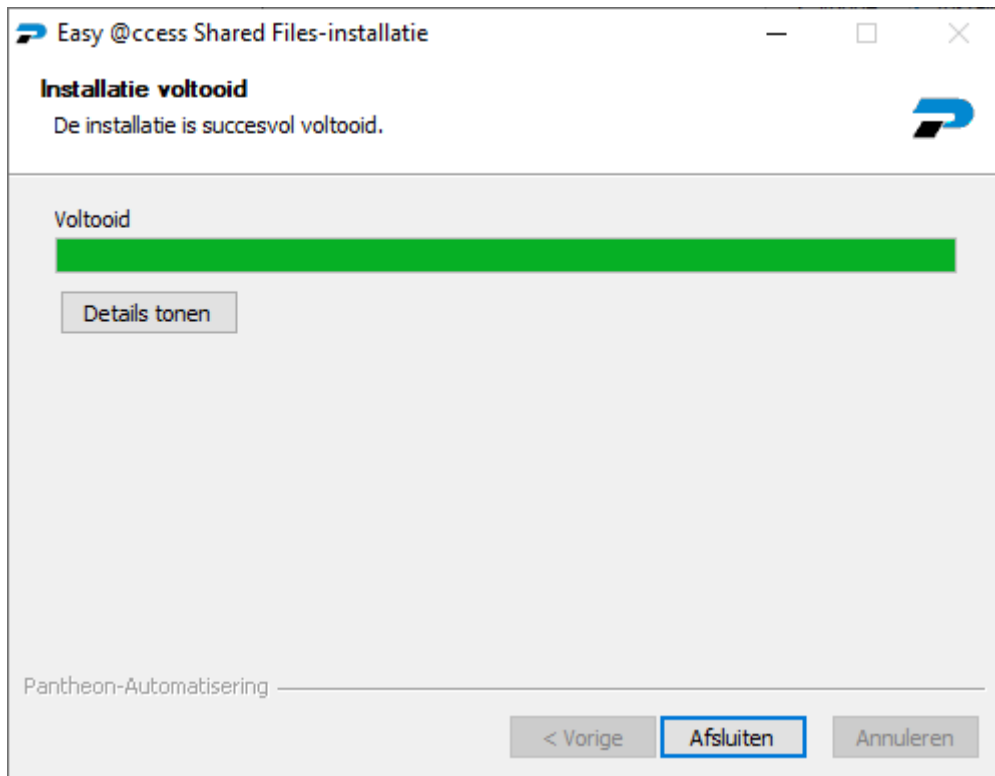 Easy @ccess Shared Files-installatie
Installatie voltooid
De installatie is succesvol voltooid.
Voltooid
Details tonen
Pantheon-Automatisering
< Vorige
Afsluiten
Annuleren